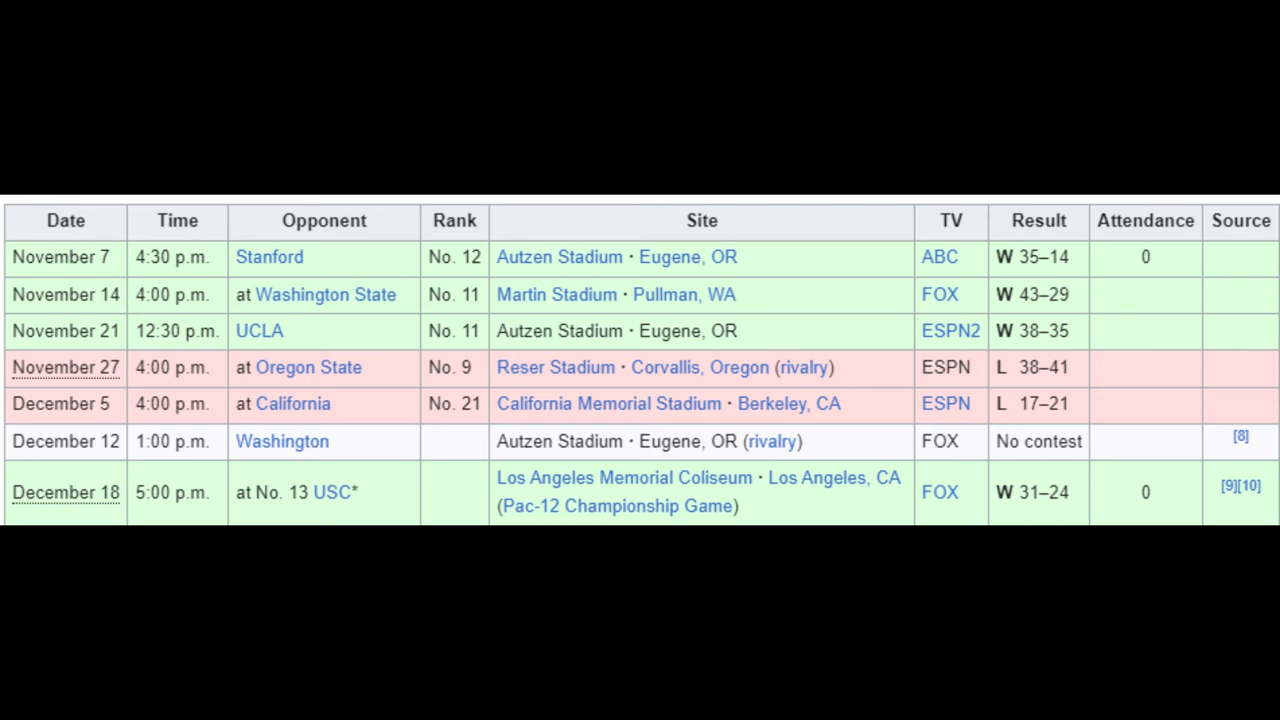 Date Time Opponent Rank Site TV Result Attendance Source
November 7 4:30 p.m. Stanford No. 12 Autzen Stadium • Eugene, OR ABC W 35–14 0
November 14 4:00 p.m. at Washington State No. 11 Martin Stadium • Pullman, WA FOX W 43–29
November 21 12:30 p.m. UCLA No. 11 Autzen Stadium • Eugene, OR ESPN2 W 38–35
November 27 4:00 p.m. at Oregon State No. 9 Reser Stadium • Corvallis, Oregon (rivalry) ESPN L 38–41
December 5 4:00 p.m. at California No. 21 California Memorial Stadium • Berkeley, CA ESPN L 17–21
December 12 1:00 p.m. Washington Autzen Stadium • Eugene, OR (rivalry) FOX No contest [8]
December 18 5:00 p.m. at No. 13 USC* Los Angeles Memorial Coliseum • Los Angeles, CA FOX W 31–24 0 [9][10]
(Pac-12 Championship Game)